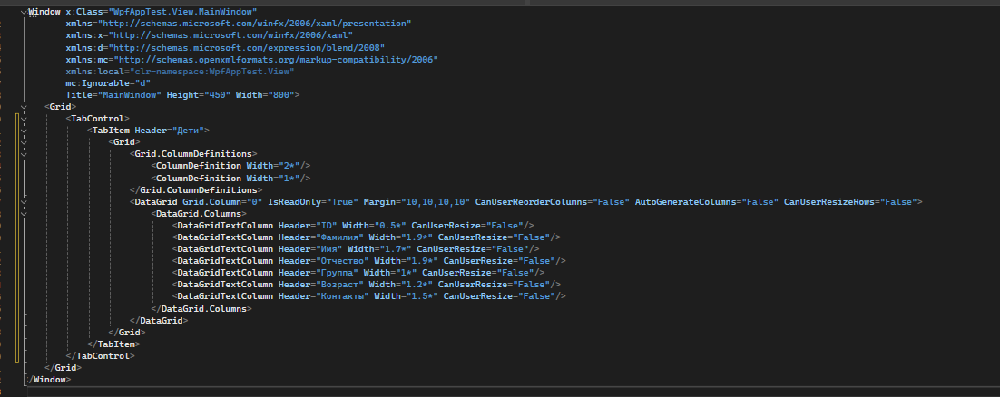 Window x:Class="WpfAppTest.View.MainWindow"
xmlns="http://schemas.microsoft.com/winfx/2006/xaml/presentation"
xmlns:x="http://schemas.microsoft.com/winfx/2006/xaml"
xmlns:d="http://schemas.microsoft.com/expression/blend/2008"
xmlns:mc="http://schemas.openxmlformats.org/markup-compatibility/2006"
xmlns:local="clr-namespace:WpfAppTest.View"
mc:Ignorable="d"
Title="MainWindow" Height="450" Width="800">
<Grid>
<TabControl>
<TabItem Header="Дети">
<Grid>
<Grid.ColumnDefinitions>
<ColumnDefinition Width="2*"/>
<ColumnDefinition Width="1*"/>
</Grid.ColumnDefinitions>
<DataGrid Grid.Column="0" IsReadOnly="True" Margin="10,10,10,10" CanUserReorderColumns="False" AutoGenerateColumns="False" CanUserResizeRows="False">
<DataGrid.Columns>
<DataGridTextColumn Header="ID" Width="0.5*" CanUserResize="False"/>
<DataGridTextColumn Header="Фамилия" Width="1.9*" CanUserResize="False"/>
<DataGridTextColumn Header="Имя" Width="1.7*" CanUserResize="False"/>
<DataGridTextColumn Header="Отчество" Width="1.9*" CanUserResize="False"/>
<DataGridTextColumn Header="Группа" Width="1*" CanUserResize="False"/>
<DataGridTextColumn Header="Возраст" Width="1.2*" CanUserResize="False"/>
<DataGridTextColumn Header="Контакты" Width="1.5*" CanUserResize="False"/>
</DataGrid.Columns>
</DataGrid>
</Grid>
</TabItem>
</TabControl>
</Grid>
/Window>